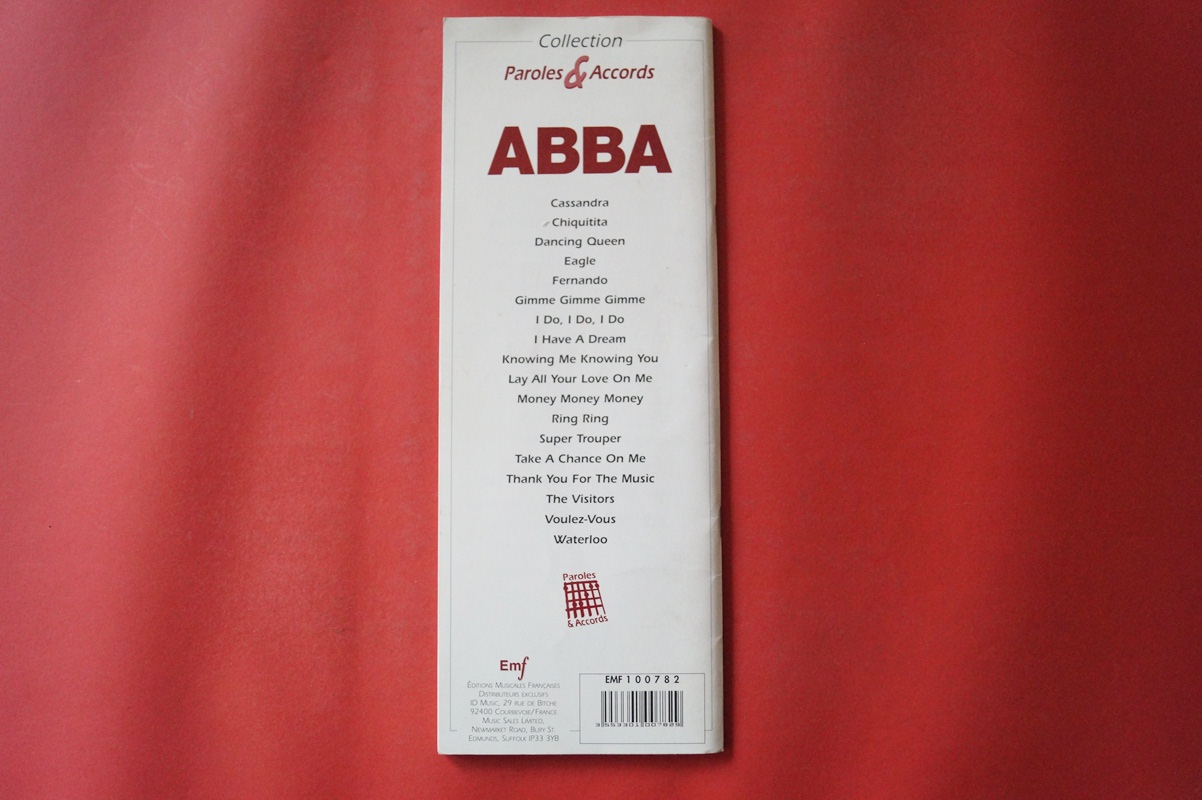 Collection
Paroles & Accords
ABBA
Cassandra
Chiquitita
Dancing Queen
Eagle
Fernando
Gimme Gimme Gimme
I Do, I Do, I Do
I Have A Dream
Knowing Me Knowing You
Lay All Your Love On Me
Money Money Money
Ring Ring
Super Trouper
Take A Chance On Me
Thank You For The Music
The Visitors
Voulez-Vous
Waterloo
Paroles
& Accords
Emf
Éditions Musicales Françaises
Distributeurs exclusifs
ID Music, 29 rue de Bitche
92400 Courbevoie/France
Music Sales Limited,
Newmarket Road, Bury St.
Edmunds, Suffolk IP33 3YB
EMF 100782
3 553301 007829